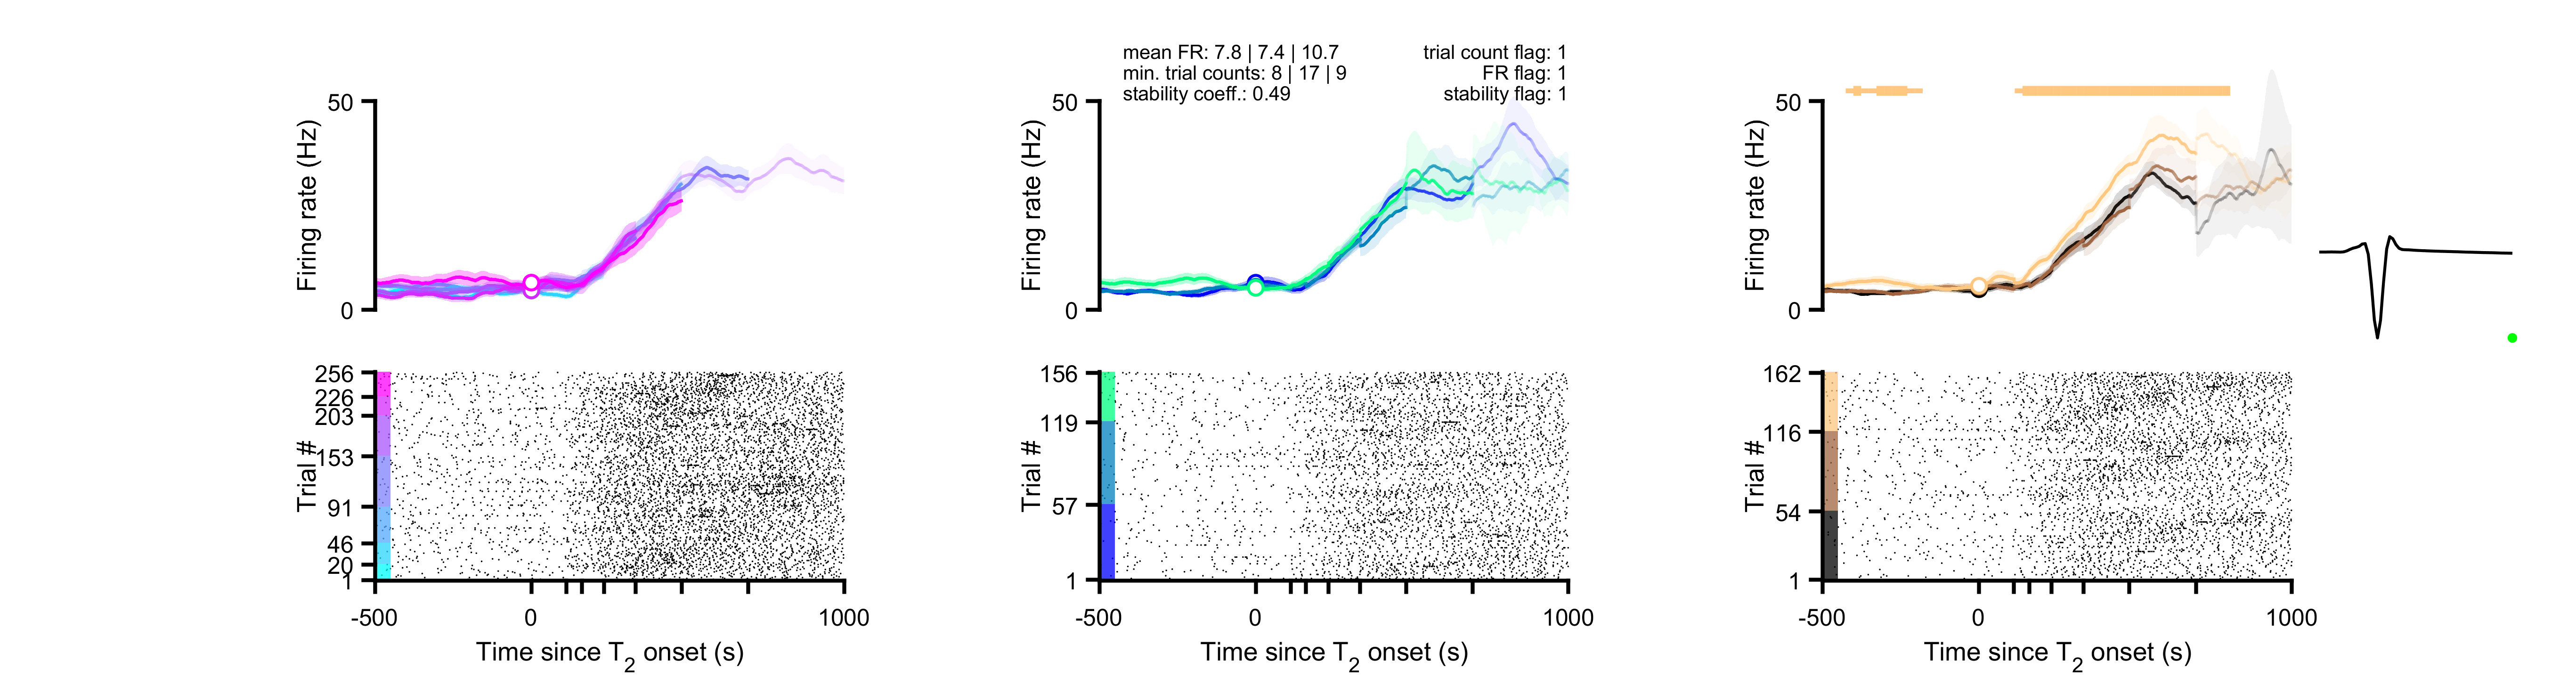 mean FR: 7.8 | 7.4 | 10.7
min. trial counts: 8 | 17 | 9
stability coeff.: 0.49
trial count flag: 1
FR flag: 1
stability flag: 1
50
0
Firing rate (Hz)
50
0
Firing rate (Hz)
50
0
Firing rate (Hz)
256
226
203
153
91
46
20
1
Trial #
-500
0
1000
Time since T2 onset (s)
156
119
57
1
Trial #
-500
0
1000
Time since T2 onset (s)
162
116
54
1
Trial #
-500
0
1000
Time since T2 onset (s)